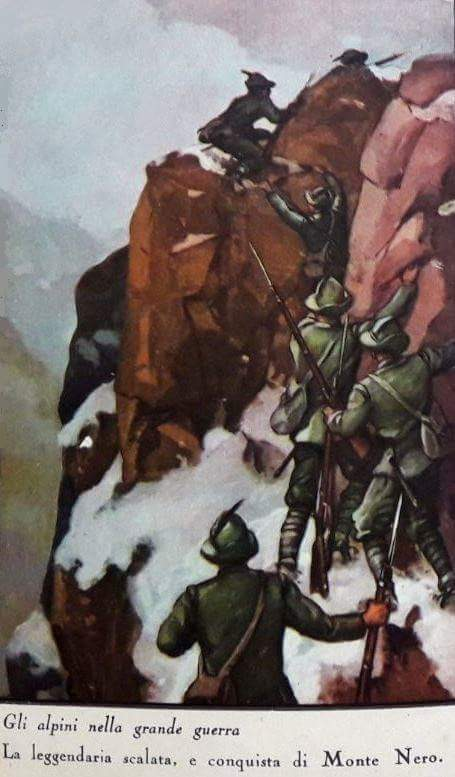 Gli alpini nella grande guerra
La leggendaria scalata, e conquista di Monte Nero.